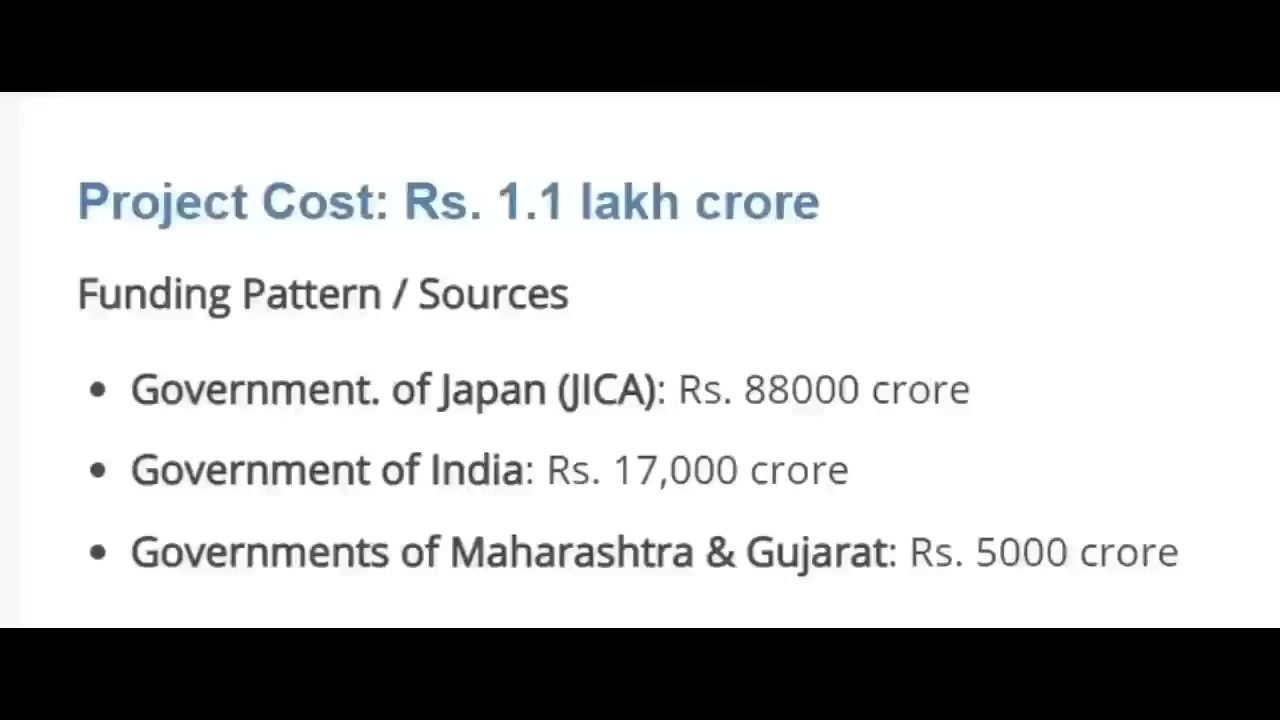 Project Cost: Rs. 1.1 lakh crore
Funding Pattern / Sources
• Government. of Japan (JICA): Rs. 88000 crore
• Government of India: Rs. 17,000 crore
• Governments of Maharashtra & Gujarat: Rs. 5000 crore